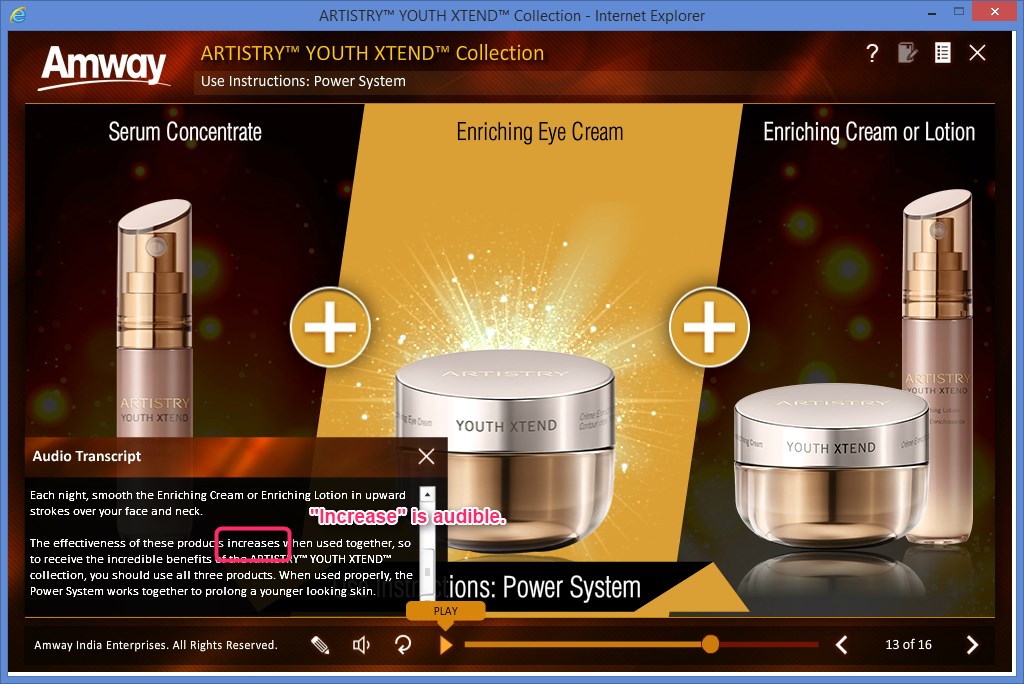 ARTISTRY™ YOUTH XTEND™ Collection - Internet Explorer
Amway
ARTISTRY™ YOUTH XTEND™ Collection
Use Instructions: Power System
?
Serum Concentrate
Enriching Eye Cream
Enriching Cream or Lotion
ARTISTRY
YOUTH XTEND
ARTISTRY
YOUTH XTEND
ARTISTRY
YOUTH XTEND
ARTISTRY
YOUTH XTEND
Audio Transcript
Each night, smooth the Enriching Cream or Enriching Lotion in upward
strokes over your face and neck.
"Increase" is audible.
The effectiveness of these products increases when used together, so
to receive the incredible benefits of the ARTISTRY™ YOUTH XTEND™
collection, you should use all three products. When used properly, the
Power System works together to prolong a younger looking skin.
Instructions: Power System
PLAY
Amway India Enterprises. All Rights Reserved.
13 of 16